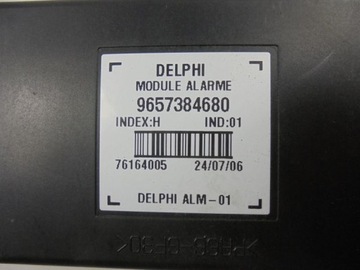 DELPHI
MODULE ALARME
9657384680
INDEX:H IND:01
76164005 24/07/06
DELPHI ALM-01